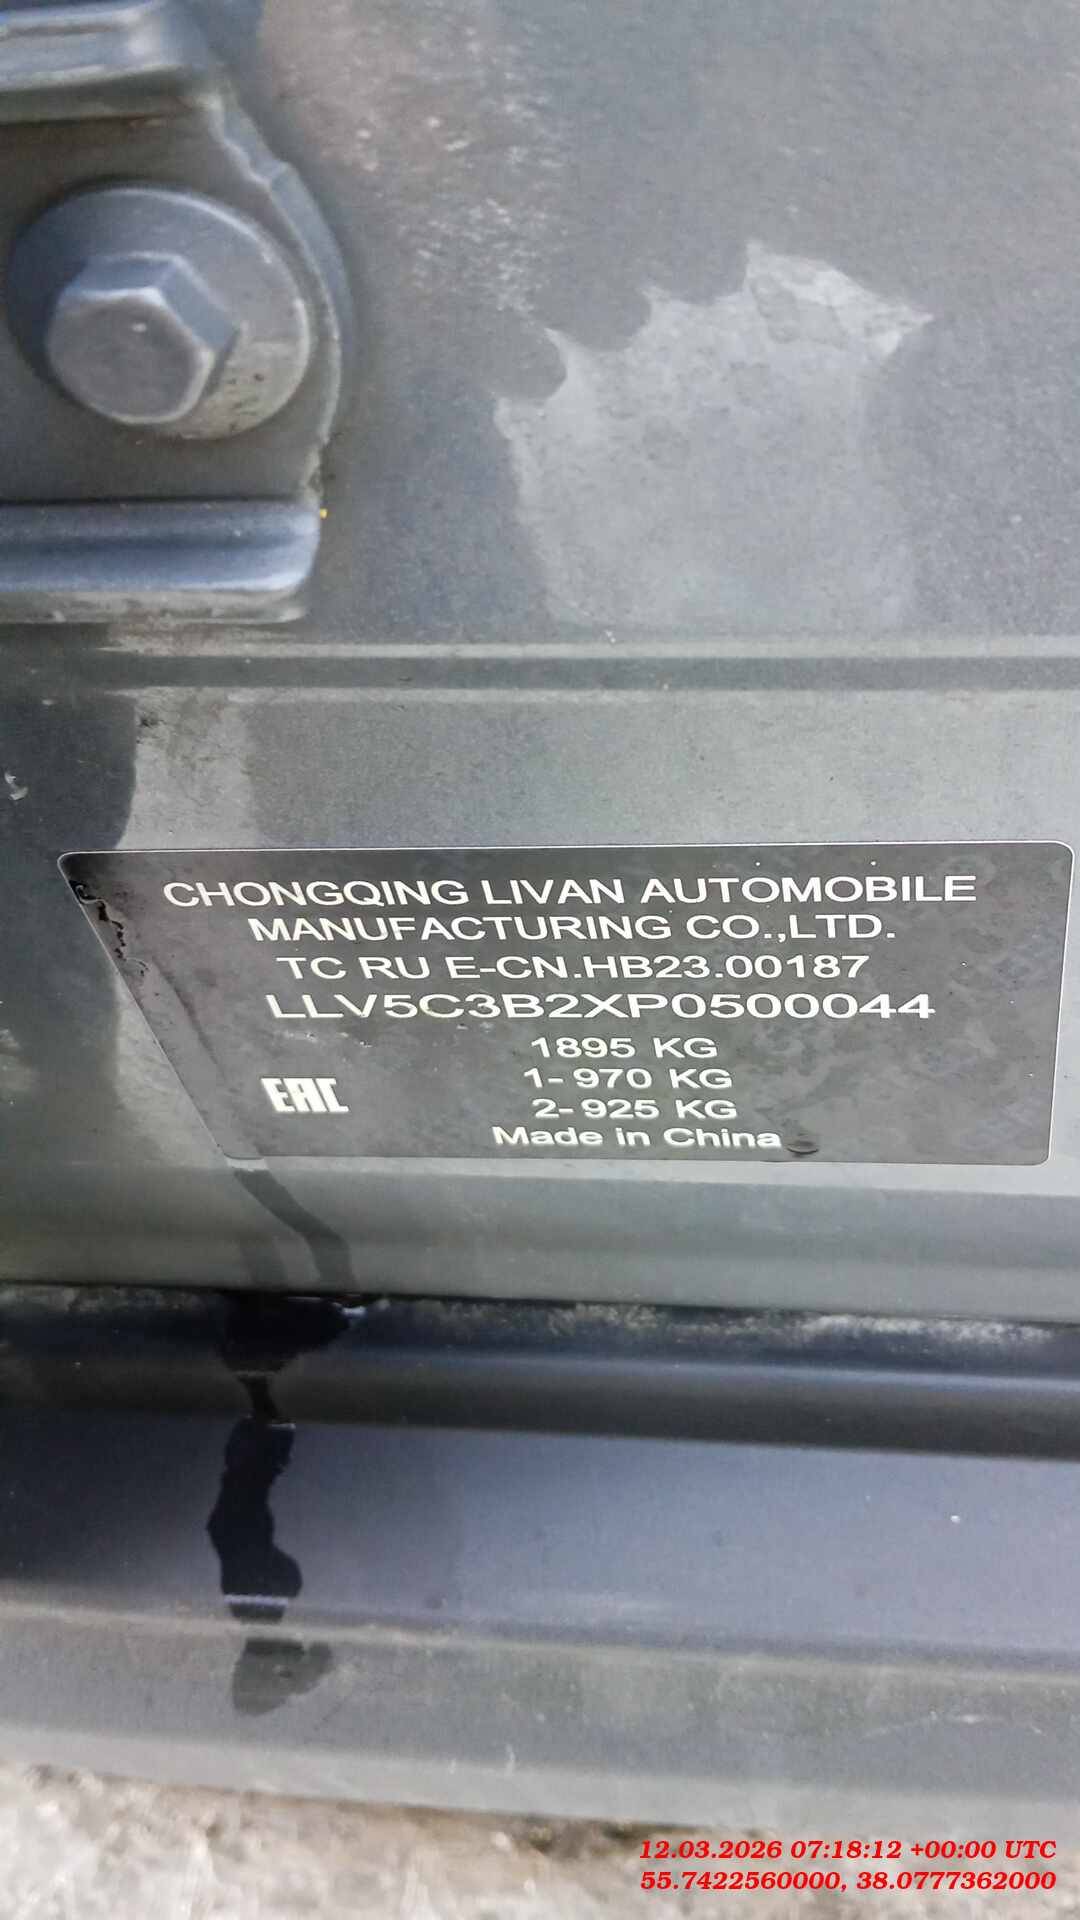 CHONGQING LIVAN AUTOMOBILE
MANUFACTURING CO.,LTD.
TC RU E-CN.HB23.00187
LLV5C3B2XP0500044
1895 KG
1- 970 KG
EAC
2- 925 KG
Made in China
12.03.2026 07:18:12 +00:00 UTC
55.7422560000, 38.0777362000